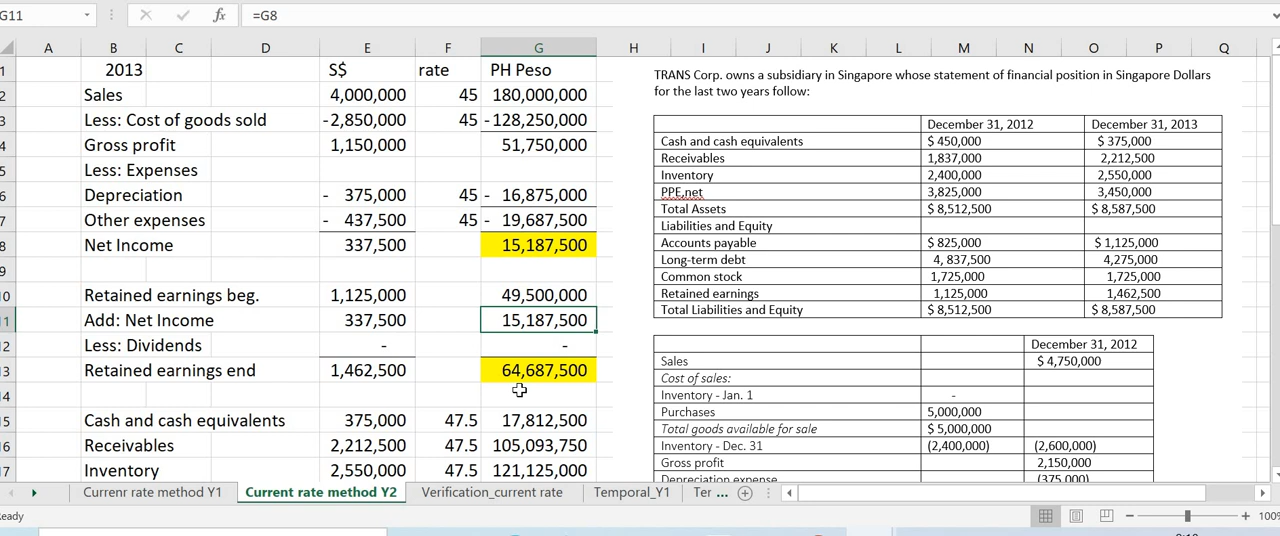 G11 fx =G8
A B C D E F G H I J K L M N O P Q
1 2013 S$ rate PH Peso
2 Sales 4,000,000 45 180,000,000
3 Less: Cost of goods sold -2,850,000 45 -128,250,000
4 Gross profit 1,150,000 51,750,000
5 Less: Expenses
6 Depreciation - 375,000 45 - 16,875,000
7 Other expenses - 437,500 45 - 19,687,500
8 Net Income 337,500 15,187,500
9
10 Retained earnings beg. 1,125,000 49,500,000
11 Add: Net Income 337,500 15,187,500
12 Less: Dividends - -
13 Retained earnings end 1,462,500 64,687,500
14
15 Cash and cash equivalents 375,000 47.5 17,812,500
16 Receivables 2,212,500 47.5 105,093,750
17 Inventory 2,550,000 47.5 121,125,000
TRANS Corp. owns a subsidiary in Singapore whose statement of financial position in Singapore Dollars
for the last two years follow:
December 31, 2012 December 31, 2013
Cash and cash equivalents $ 450,000 $ 375,000
Receivables 1,837,000 2,212,500
Inventory 2,400,000 2,550,000
PPE,net 3,825,000 3,450,000
Total Assets $ 8,512,500 $ 8,587,500
Liabilities and Equity
Accounts payable $ 825,000 $ 1,125,000
Long-term debt 4, 837,500 4,275,000
Common stock 1,725,000 1,725,000
Retained earnings 1,125,000 1,462,500
Total Liabilities and Equity $ 8,512,500 $ 8,587,500
December 31, 2012
Sales $ 4,750,000
Cost of sales:
Inventory - Jan. 1 -
Purchases 5,000,000
Total goods available for sale $ 5,000,000
Inventory - Dec. 31 (2,400,000) (2,600,000)
Gross profit 2,150,000
Depreciation expense (375,000)
Currenr rate method Y1 Current rate method Y2 Verification_current rate Temporal_Y1 Ter ...
Ready 100%